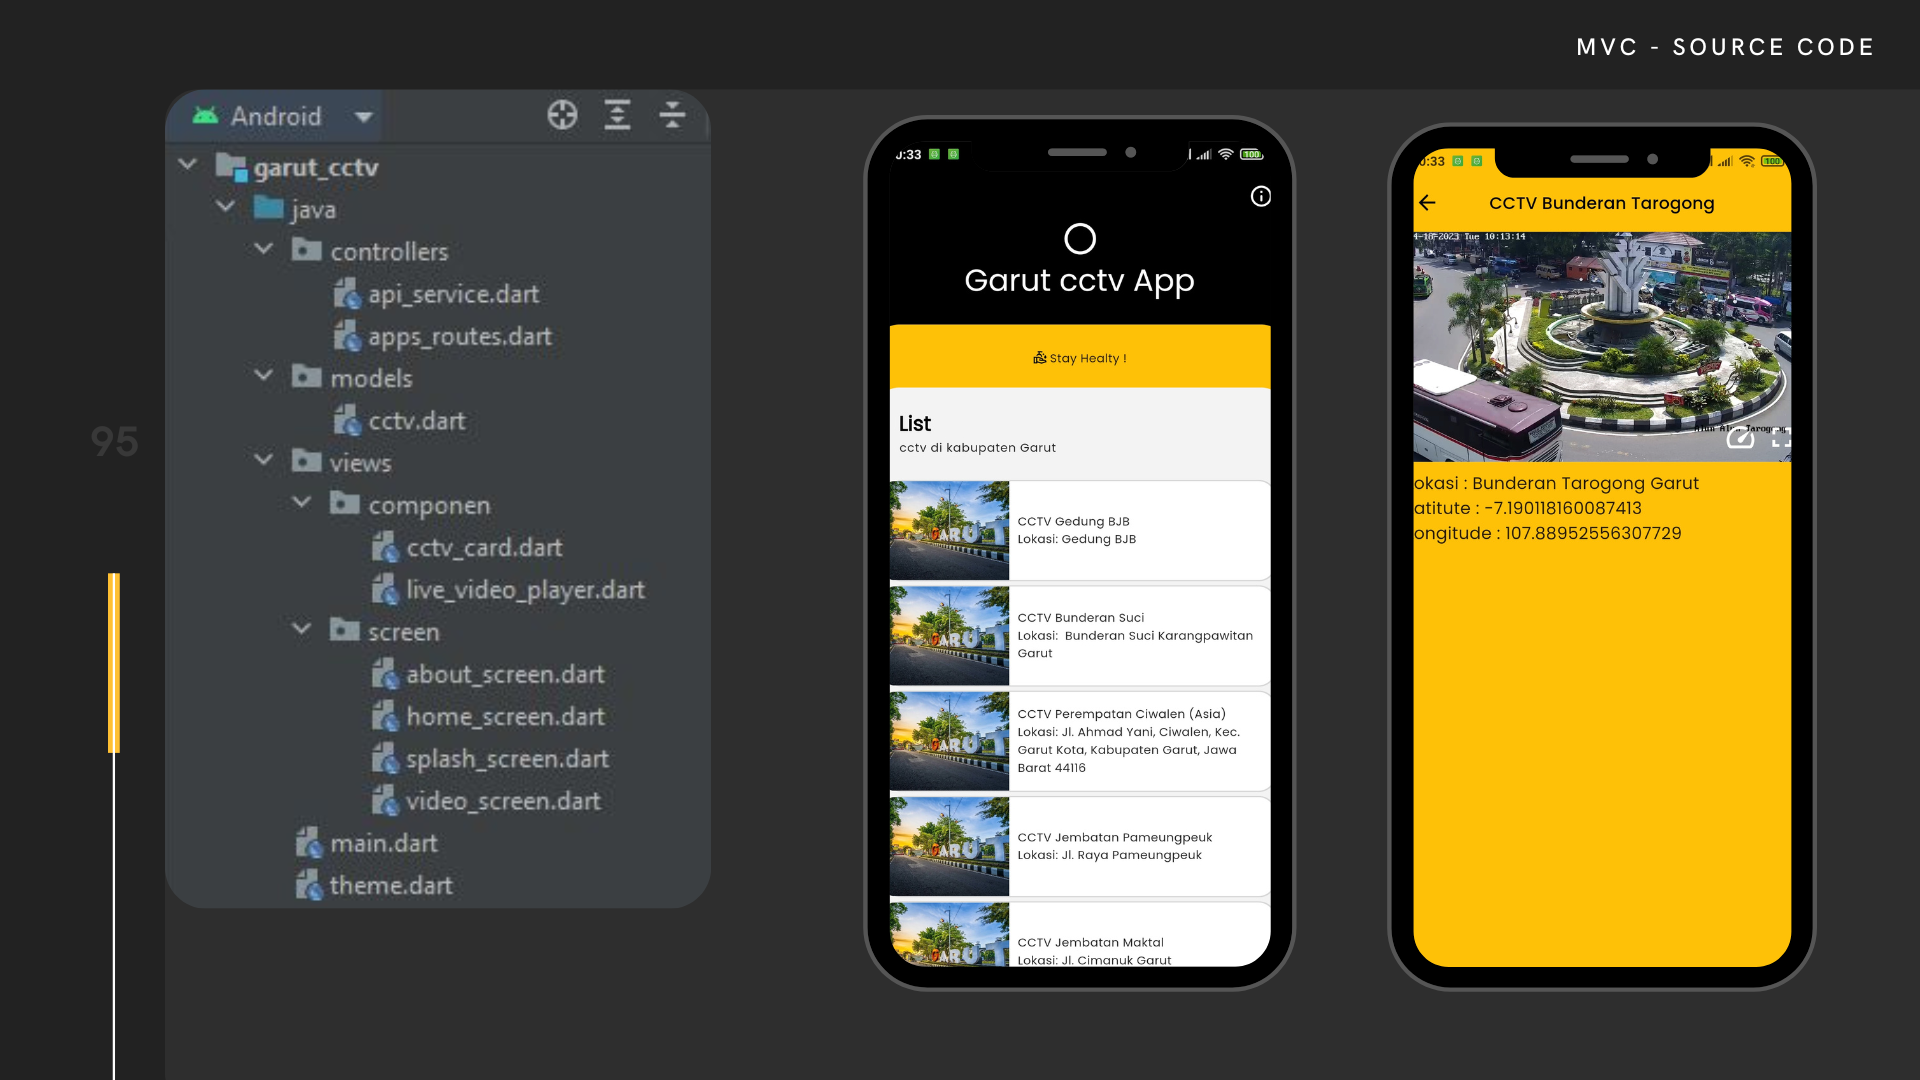 MVC - SOURCE CODE
95
Android
garut_cctv
java
controllers
api_service.dart
apps_routes.dart
models
cctv.dart
views
componen
cctv_card.dart
live_video_player.dart
screen
about_screen.dart
home_screen.dart
splash_screen.dart
video_screen.dart
main.dart
theme.dart
:33
100
Garut cctv App
Stay Healty !
List
cctv di kabupaten Garut
CCTV Gedung BJB
Lokasi: Gedung BJB
CCTV Bunderan Suci
Lokasi: Bunderan Suci Karangpawitan
Garut
CCTV Perempatan Ciwalen (Asia)
Lokasi: Jl. Ahmad Yani, Ciwalen, Kec.
Garut Kota, Kabupaten Garut, Jawa
Barat 44116
CCTV Jembatan Pameungpeuk
Lokasi: Jl. Raya Pameungpeuk
CCTV Jembatan Maktal
Lokasi: Jl. Cimanuk Garut
:33
100
CCTV Bunderan Tarogong
4-18-2023 Tue 10:13:14
okasi : Bunderan Tarogong Garut
atitute : -7.190118160087413
ongitude : 107.88952556307729